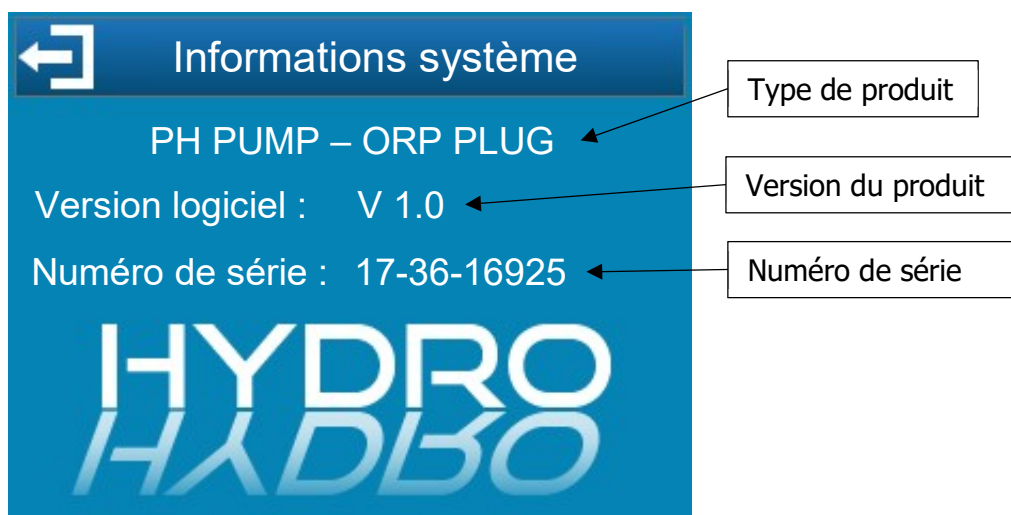 Informations système
PH PUMP – ORP PLUG
Version logiciel : V 1.0
Numéro de série : 17-36-16925
HYDRO
HYDRO
Type de produit
Version du produit
Numéro de série